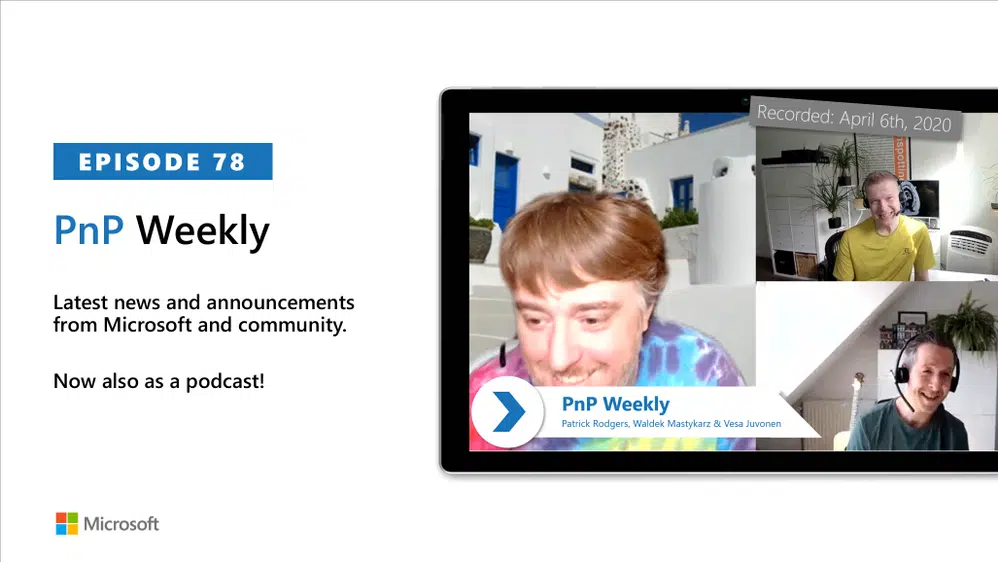 EPISODE 78
PnP Weekly
Latest news and announcements
from Microsoft and community.
Now also as a podcast!
Microsoft
Recorded: April 6th, 2020
spotting
PnP Weekly
Patrick Rodgers, Waldek Mastykarz & Vesa Juvonen